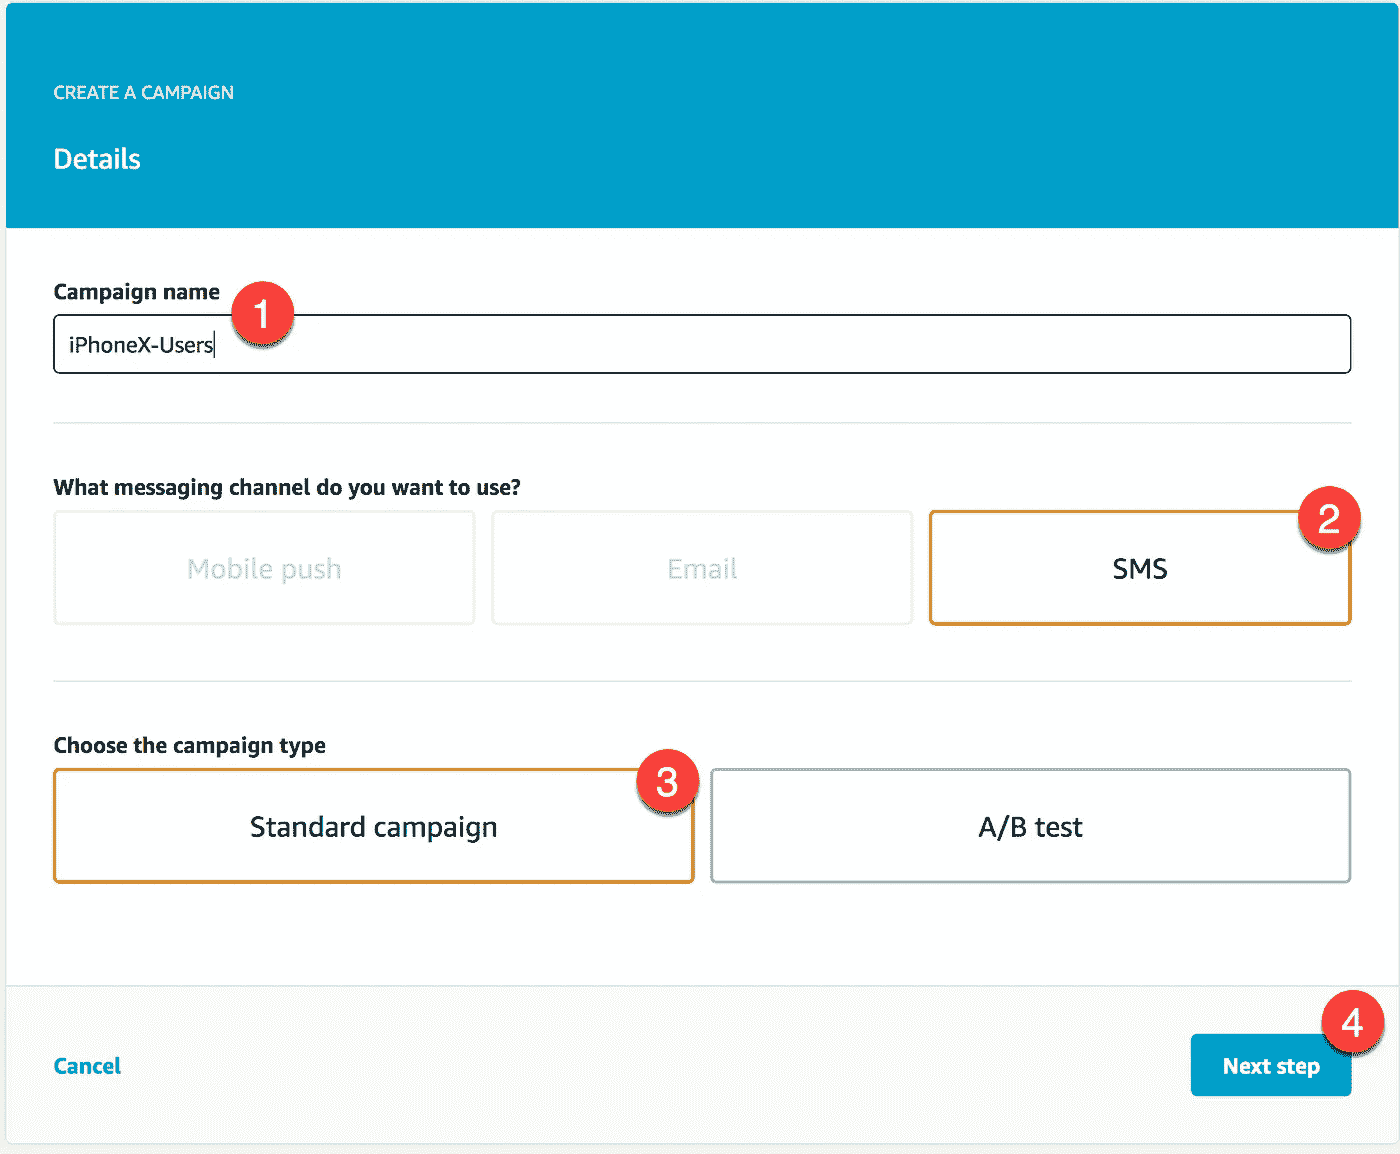 CREATE A CAMPAIGN
Details
Campaign name
1
iPhoneX-Users
What messaging channel do you want to use?
2
Mobile push
Email
SMS
Choose the campaign type
3
Standard campaign
A/B test
4
Cancel
Next step